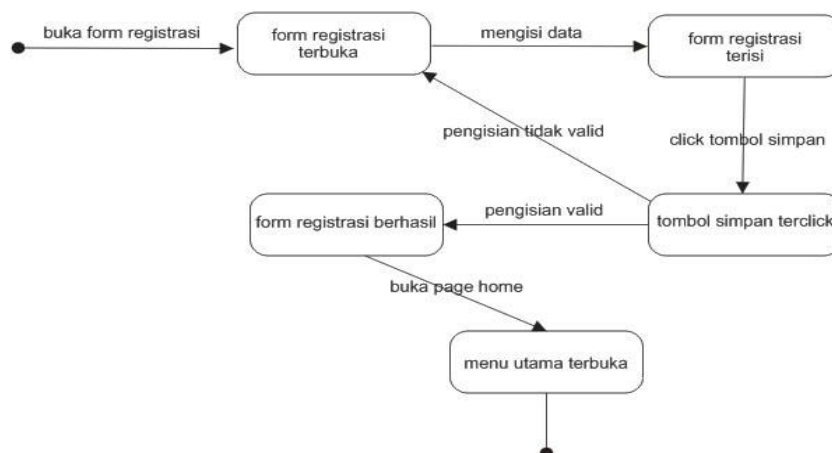 buka form registrasi
form registrasi
terbuka
mengisi data
form registrasi
terisi
pengisian tidak valid
click tombol simpan
form registrasi berhasil
pengisian valid
tombol simpan terclick
buka page home
menu utama terbuka